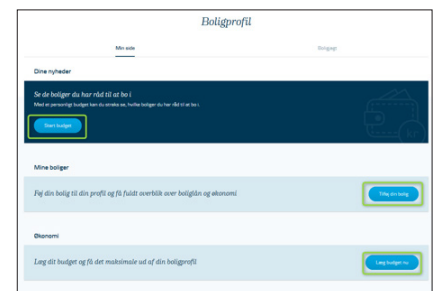 Boligprofil
Min side
Boligjagt
Dine nyheder
Se de boliger du har råd til at bo i
Med et personligt budget kan du straks se, hvilke boliger du har råd til at bo i.
Start budget
kr
Mine boliger
Føj din bolig til din profil og få fuldt overblik over boliglån og økonomi
Tilføj din bolig
Økonomi
Læg dit budget og få det maksimale ud af din boligprofil
Læg budget nu